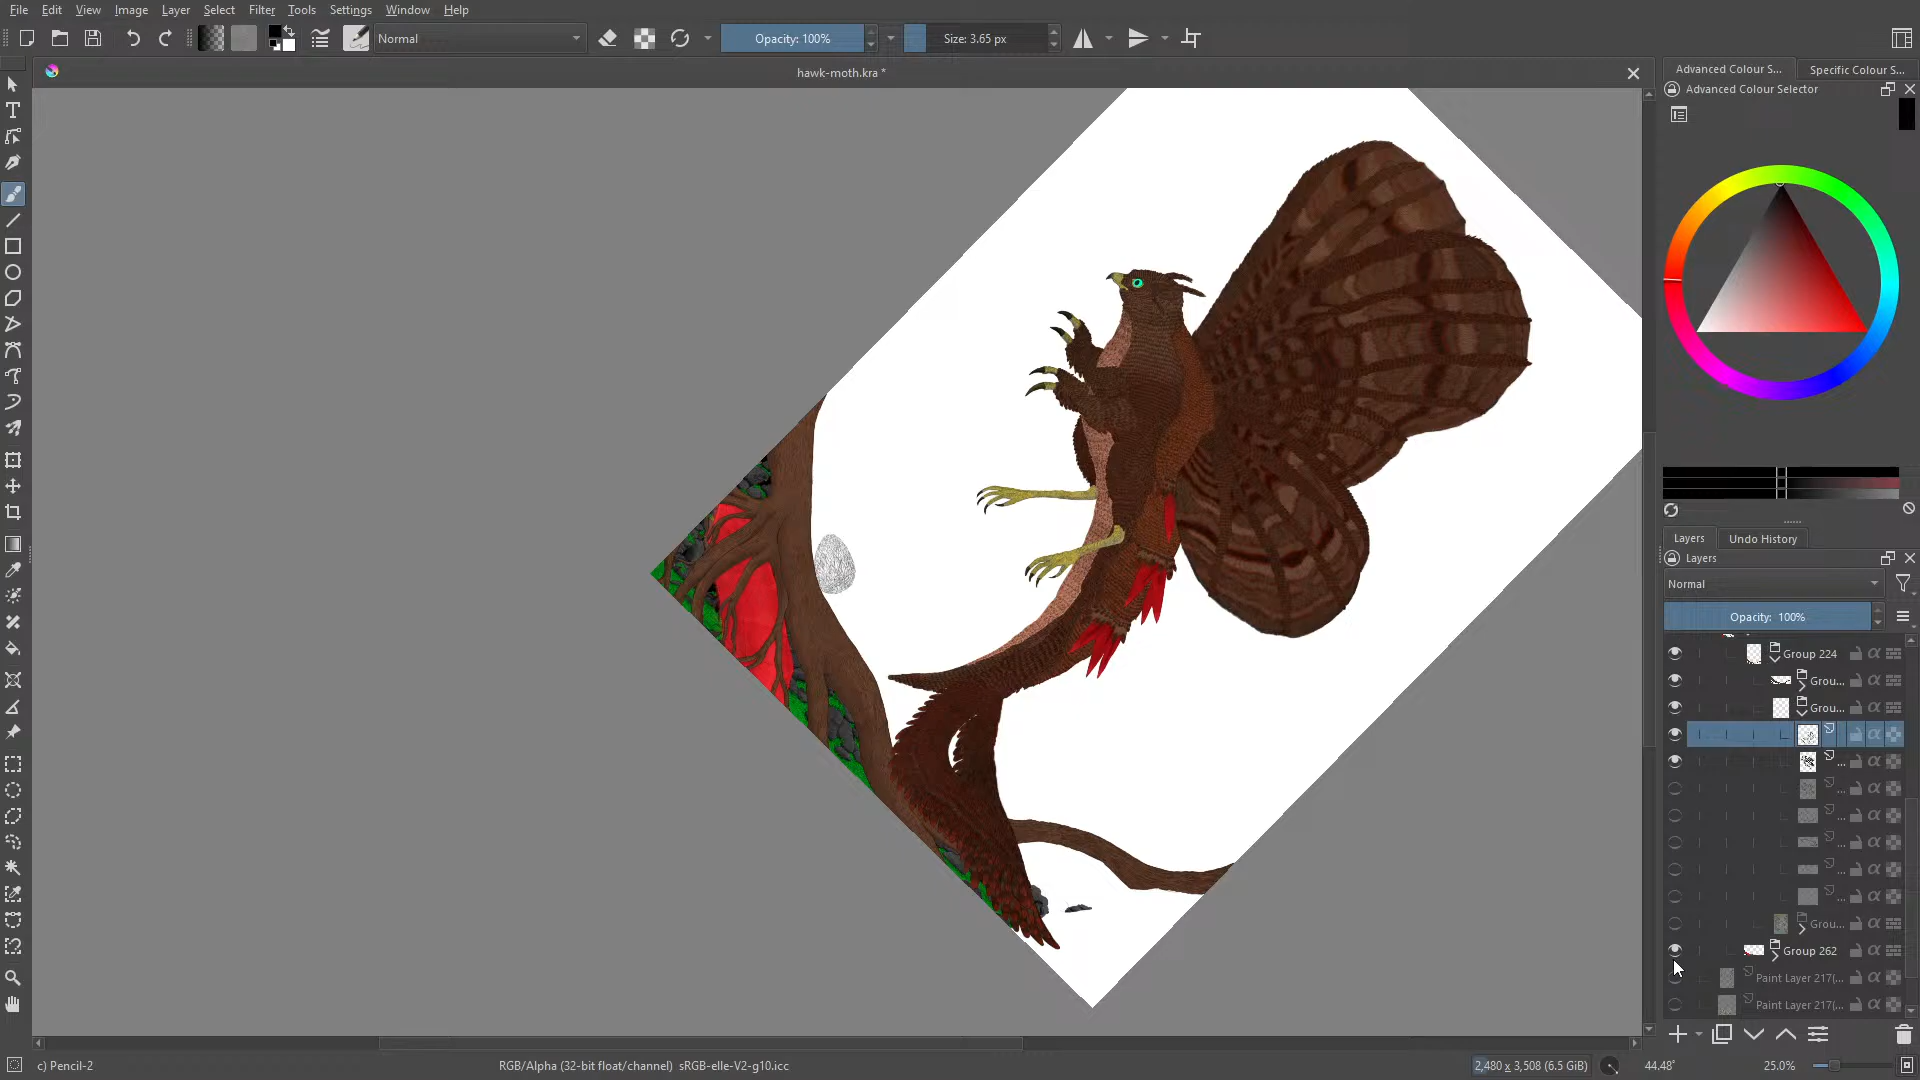 File Edit View Image Layer Select Filter Tools Settings Window Help
Normal Opacity: 100% Size: 3.65 px
hawk-moth.kra *
Advanced Colour S... Specific Colour S...
Advanced Colour Selector
Layers Undo History
Layers
Normal
Opacity: 100%
Group 224
Grou...
Grou...
...
...
...
...
...
...
Grou...
Group 262
Paint Layer 217(...
Paint Layer 217(...
c) Pencil-2 RGB/Alpha (32-bit float/channel) sRGB-elle-V2-g10.icc 2,480 x 3,508 (6.5 GiB) 44.48° 25.0%